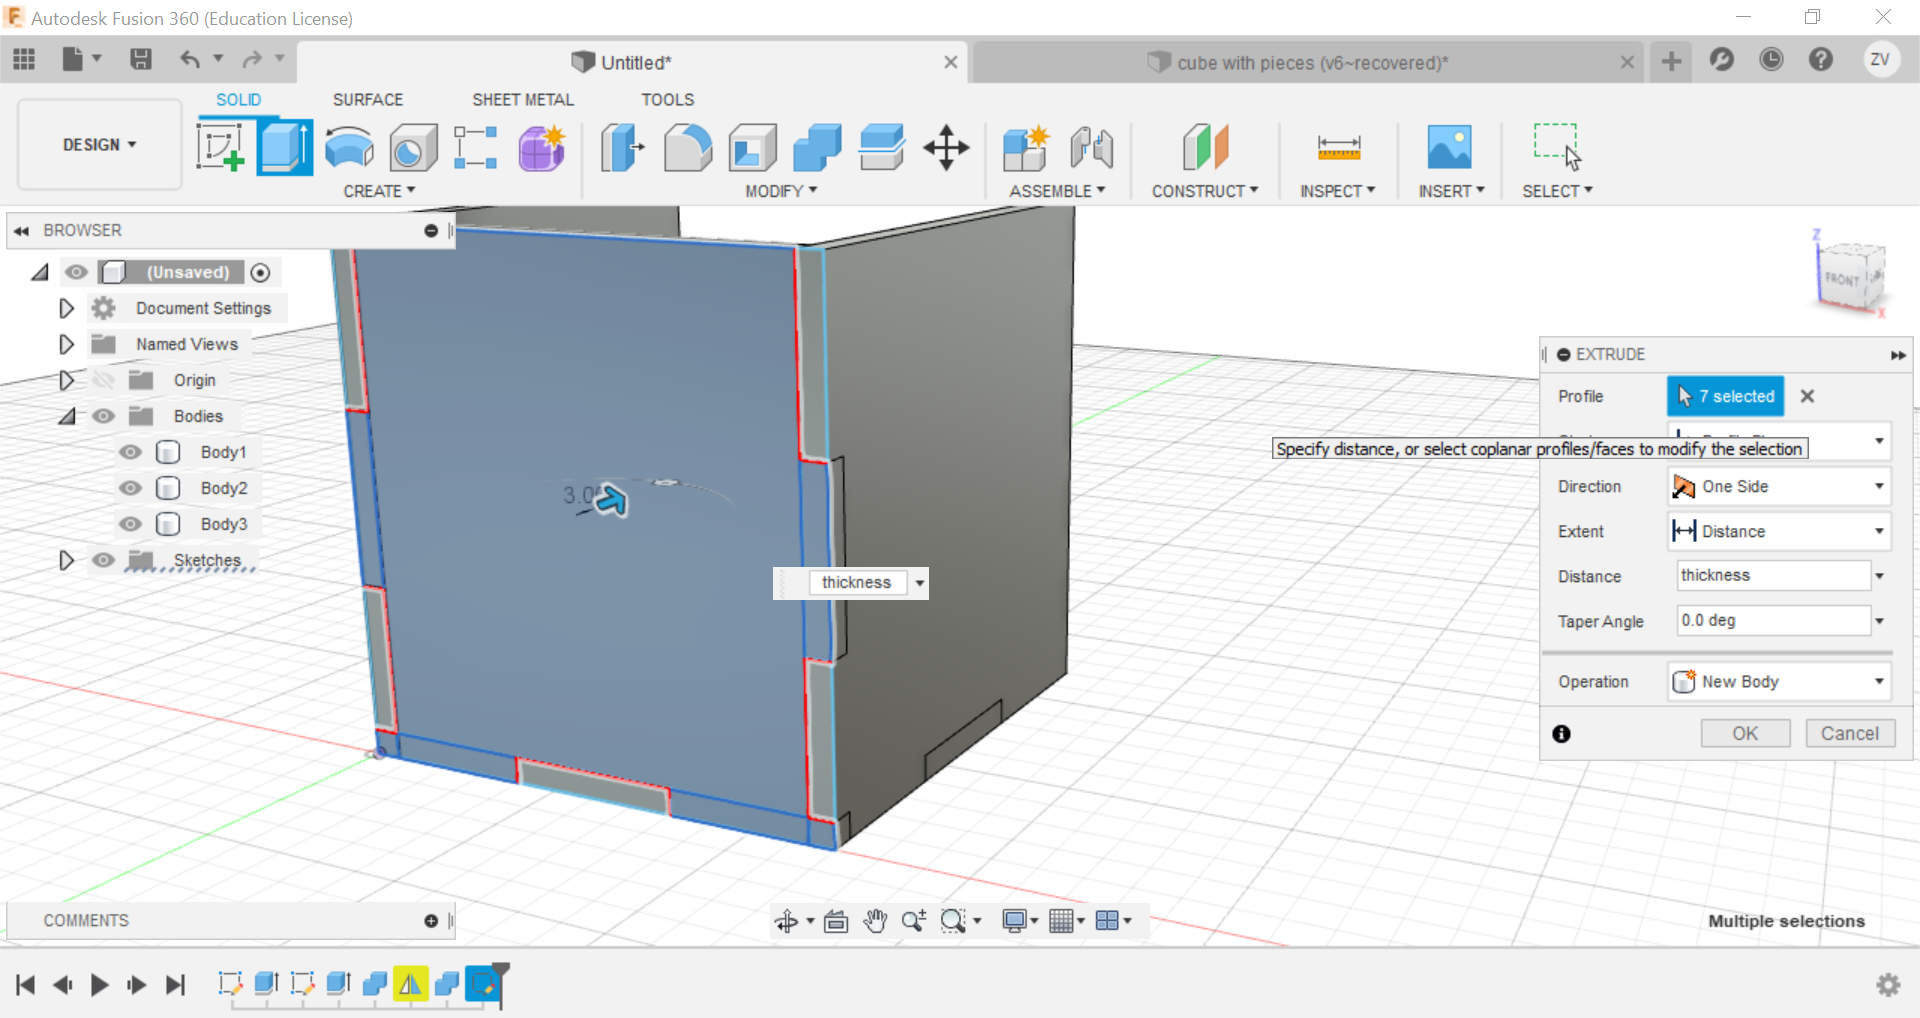 Autodesk Fusion 360 (Education License)
Untitled*
cube with pieces (v6~recovered)*
ZV
SOLID
SURFACE
SHEET METAL
TOOLS
DESIGN
CREATE
MODIFY
ASSEMBLE
CONSTRUCT
INSPECT
INSERT
SELECT
BROWSER
(Unsaved)
Document Settings
Named Views
Origin
Bodies
Body1
Body2
Body3
Sketches
Z
FRONT
X
3.0
thickness
EXTRUDE
Profile
7 selected
Specify distance, or select coplanar profiles/faces to modify the selection
Direction
One Side
Extent
Distance
Distance
thickness
Taper Angle
0.0 deg
Operation
New Body
OK
Cancel
COMMENTS
Multiple selections